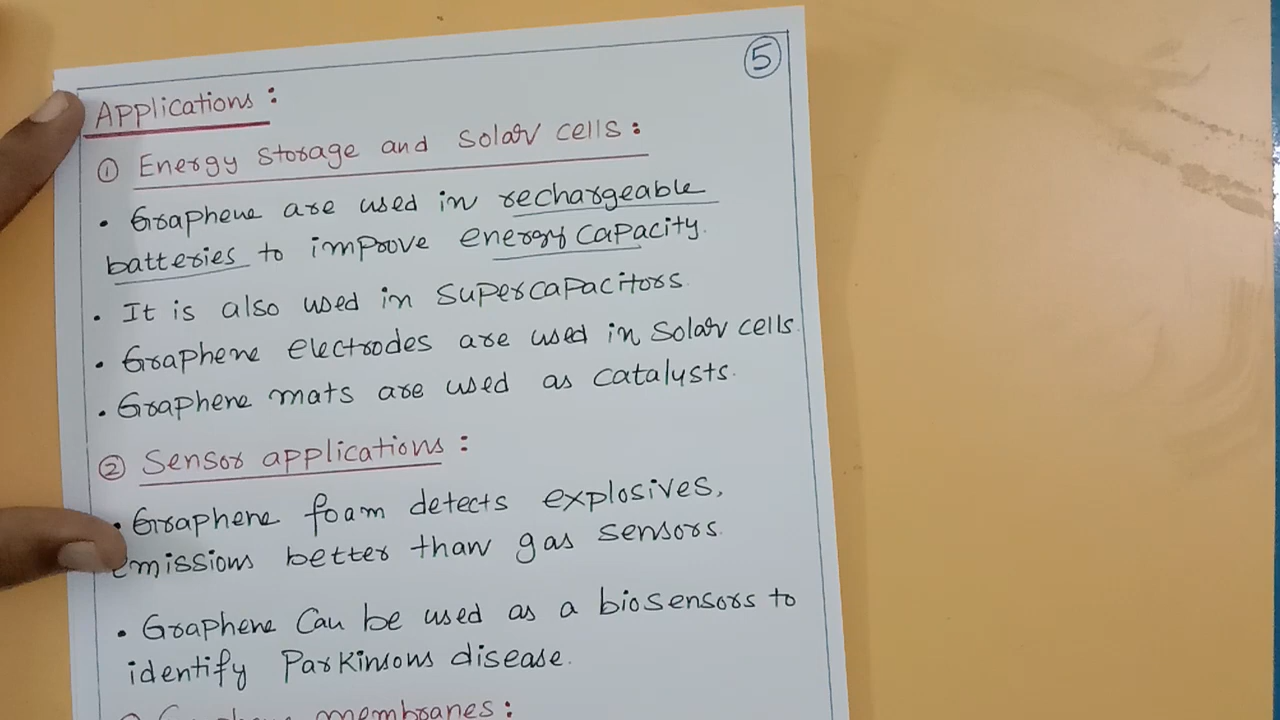 5
Applications:
① Energy storage and Solar cells:
• Graphene are used in rechargeable
batteries to improve energy capacity.
• It is also used in supercapacitors.
• Graphene electrodes are used in Solar cells.
• Graphene mats are used as catalysts.
② Sensor applications:
• Graphene foam detects explosives,
emissions better than gas sensors.
• Graphene Can be used as a biosensors to
identify Parkinsons disease.
Graphene membranes: